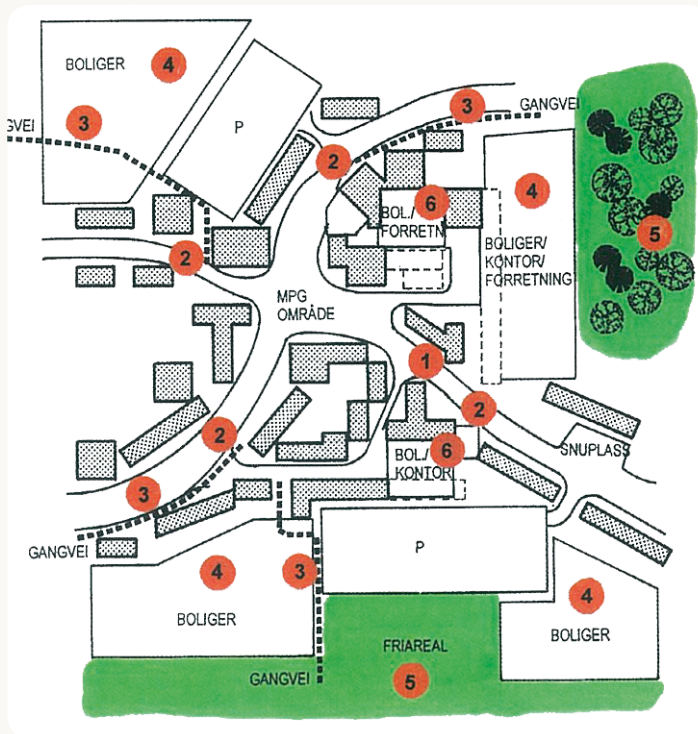 BOLIGER
4
3
GVEI
P
3
GANGVEI
2
4
6
BOL./
FORRETN
BOLIGER/
KONTOR/
FORRETNING
5
2
MPG
OMRÅDE
1
2
2
6
BOL./
KONTOR
SNUPLASS
3
GANGVEI
P
4
3
4
BOLIGER
BOLIGER
FRIAREAL
GANGVEI
5